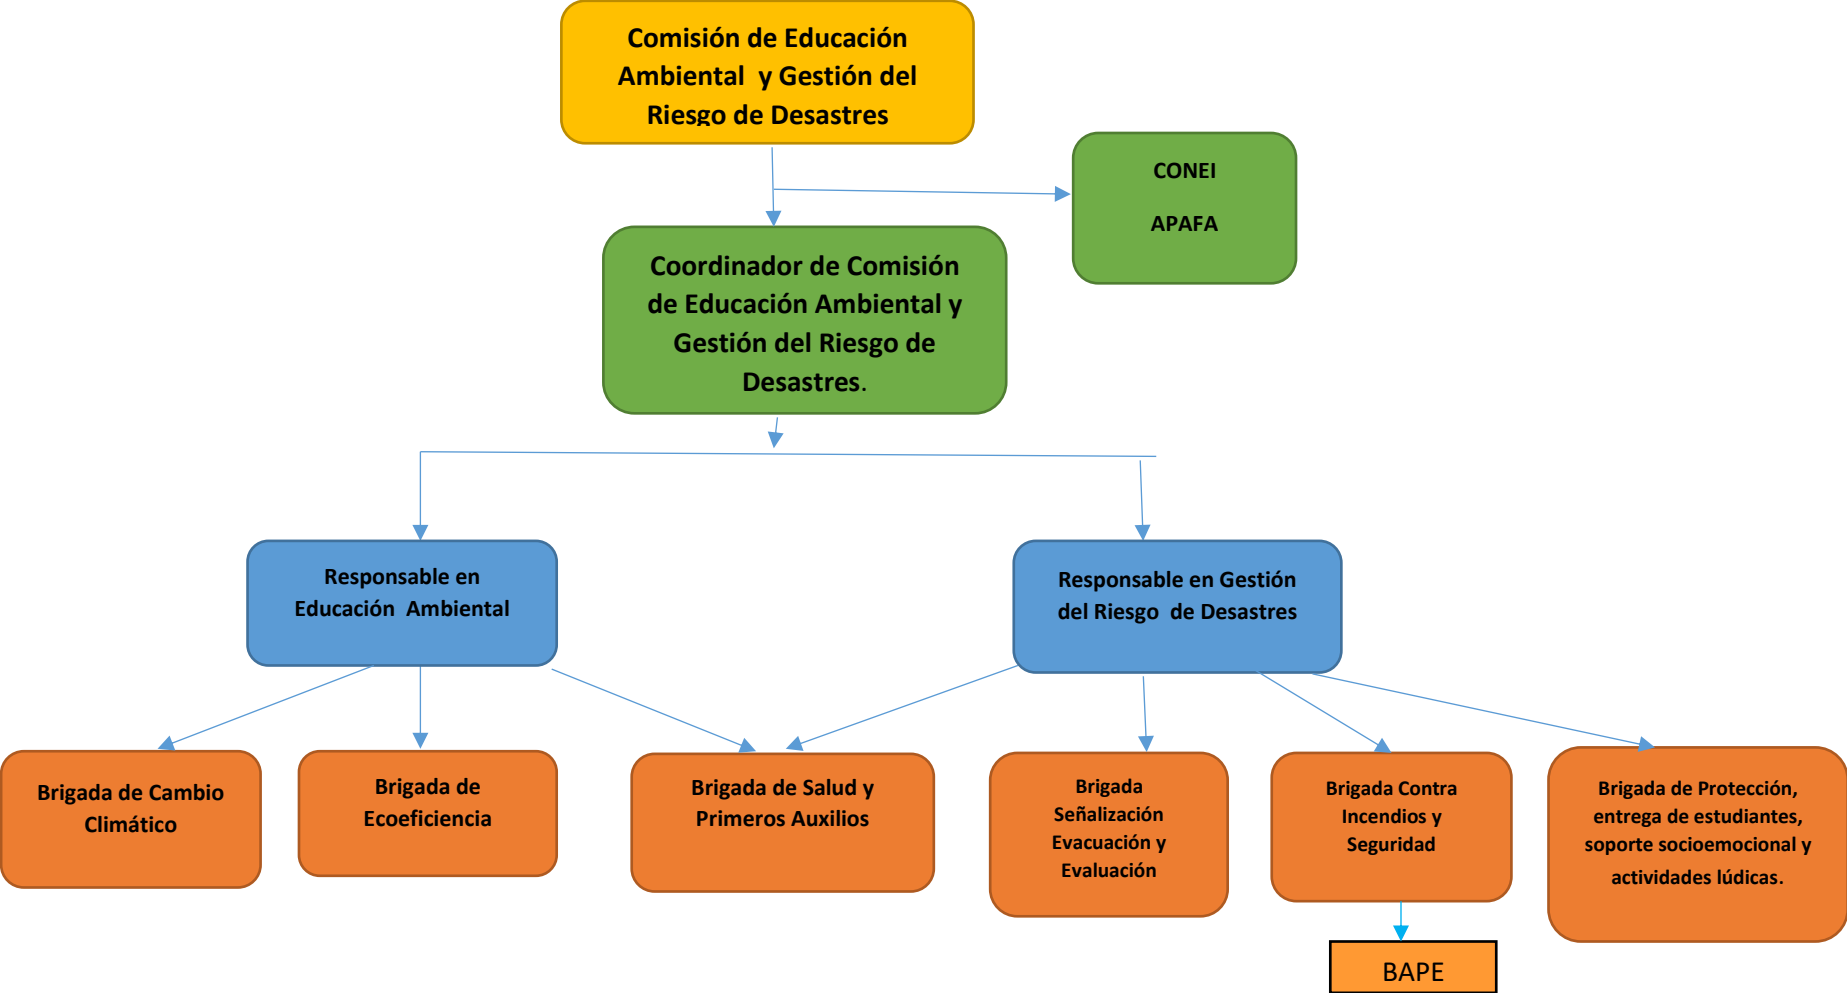 Comisión de Educación
Ambiental y Gestión del
Riesgo de Desastres
CONEI
APAFA
Coordinador de Comisión
de Educación Ambiental y
Gestión del Riesgo de
Desastres.
Responsable en
Educación Ambiental
Responsable en Gestión
del Riesgo de Desastres
Brigada de Cambio
Climático
Brigada de
Ecoeficiencia
Brigada de Salud y
Primeros Auxilios
Brigada
Señalización
Evacuación y
Evaluación
Brigada Contra
Incendios y
Seguridad
Brigada de Protección,
entrega de estudiantes,
soporte socioemocional y
actividades lúdicas.
BAPE